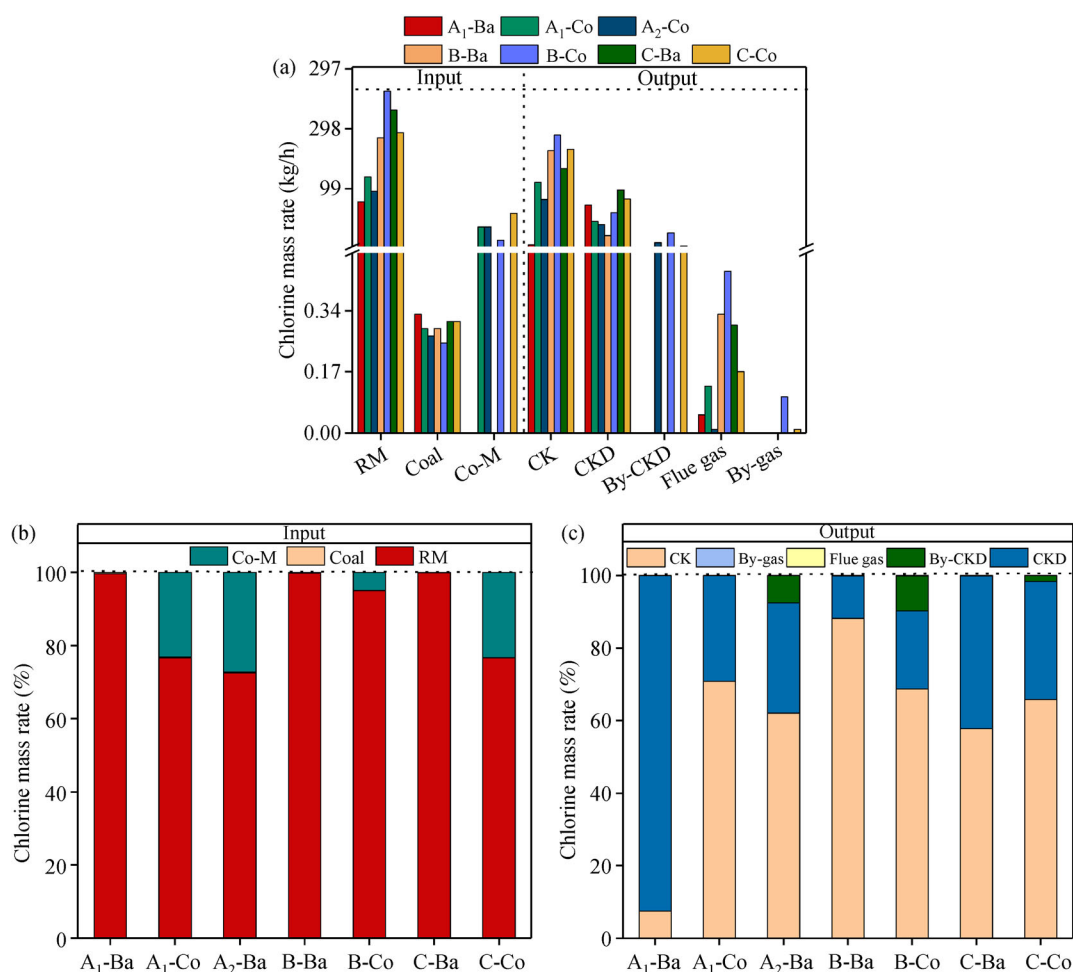 A₁-Ba A₁-Co A₂-Co
B-Ba B-Co C-Ba C-Co
(a)
Input Output
Chlorine mass rate (kg/h)
297
298
99
0.34
0.17
0.00
RM Coal Co-M CK CKD By-CKD Flue gas By-gas
(b)
Input
Co-M Coal RM
Chlorine mass rate (%)
100
80
60
40
20
0
A₁-Ba A₁-Co A₂-Ba B-Ba B-Co C-Ba C-Co
(c)
Output
CK By-gas Flue gas By-CKD CKD
Chlorine mass rate (%)
100
80
60
40
20
0
A₁-Ba A₁-Co A₂-Ba B-Ba B-Co C-Ba C-Co